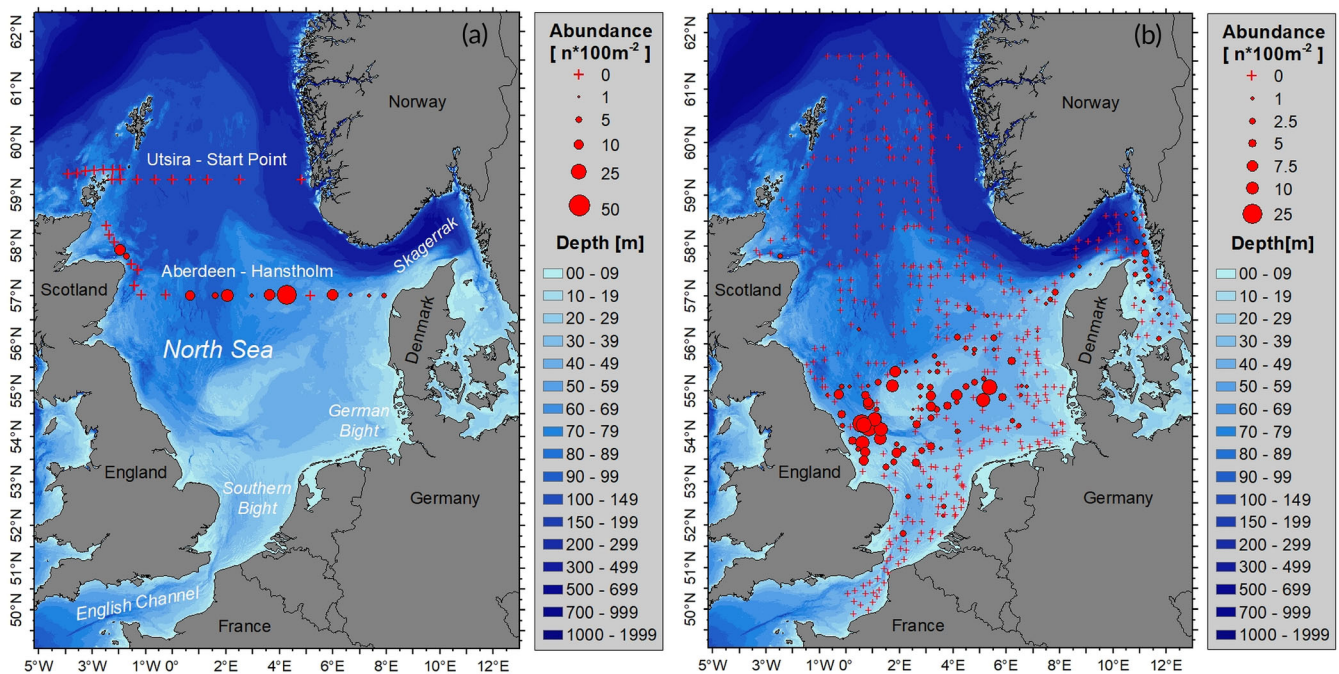 (a)
Norway
Utsira - Start Point
Skagerrak
Aberdeen - Hanstholm
Scotland
North Sea
Denmark
German
Bight
England
Southern
Bight
Germany
English Channel
France
62°N
61°N
60°N
59°N
58°N
57°N
56°N
55°N
54°N
53°N
52°N
51°N
50°N
5°W 3°W 1°W 0° 2°E 4°E 6°E 8°E 10°E 12°E
Abundance
[ n*100m-2 ]
0
1
5
10
25
50
Depth [m]
00 - 09
10 - 19
20 - 29
30 - 39
40 - 49
50 - 59
60 - 69
70 - 79
80 - 89
90 - 99
100 - 149
150 - 199
200 - 299
300 - 499
500 - 699
700 - 999
1000 - 1999
(b)
Norway
Skagerrak
Scotland
North Sea
Denmark
England
Germany
France
62°N
61°N
60°N
59°N
58°N
57°N
56°N
55°N
54°N
53°N
52°N
51°N
50°N
5°W 3°W 1°W 0° 2°E 4°E 6°E 8°E 10°E 12°E
Abundance
[ n*100m-2 ]
0
1
2.5
5
7.5
10
25
Depth[m]
00 - 09
10 - 19
20 - 29
30 - 39
40 - 49
50 - 59
60 - 69
70 - 79
80 - 89
90 - 99
100 - 149
150 - 199
200 - 299
300 - 499
500 - 699
700 - 999
1000 - 1999